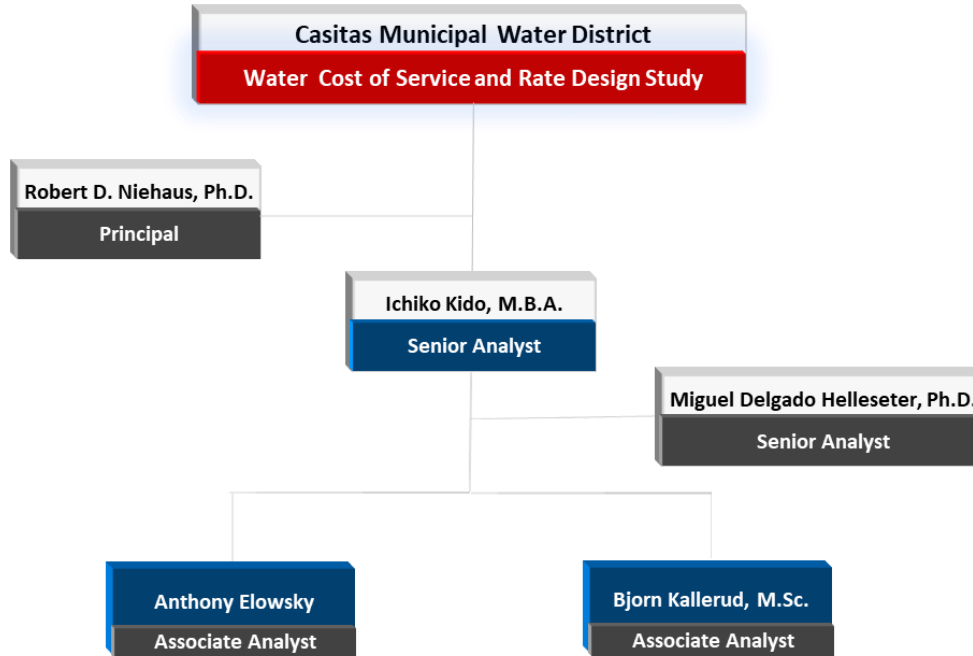 Casitas Municipal Water District
Water Cost of Service and Rate Design Study
Robert D. Niehaus, Ph.D.
Principal
Ichiko Kido, M.B.A.
Senior Analyst
Miguel Delgado Helleseter, Ph.D.
Senior Analyst
Anthony Elowsky
Associate Analyst
Bjorn Kallerud, M.Sc.
Associate Analyst